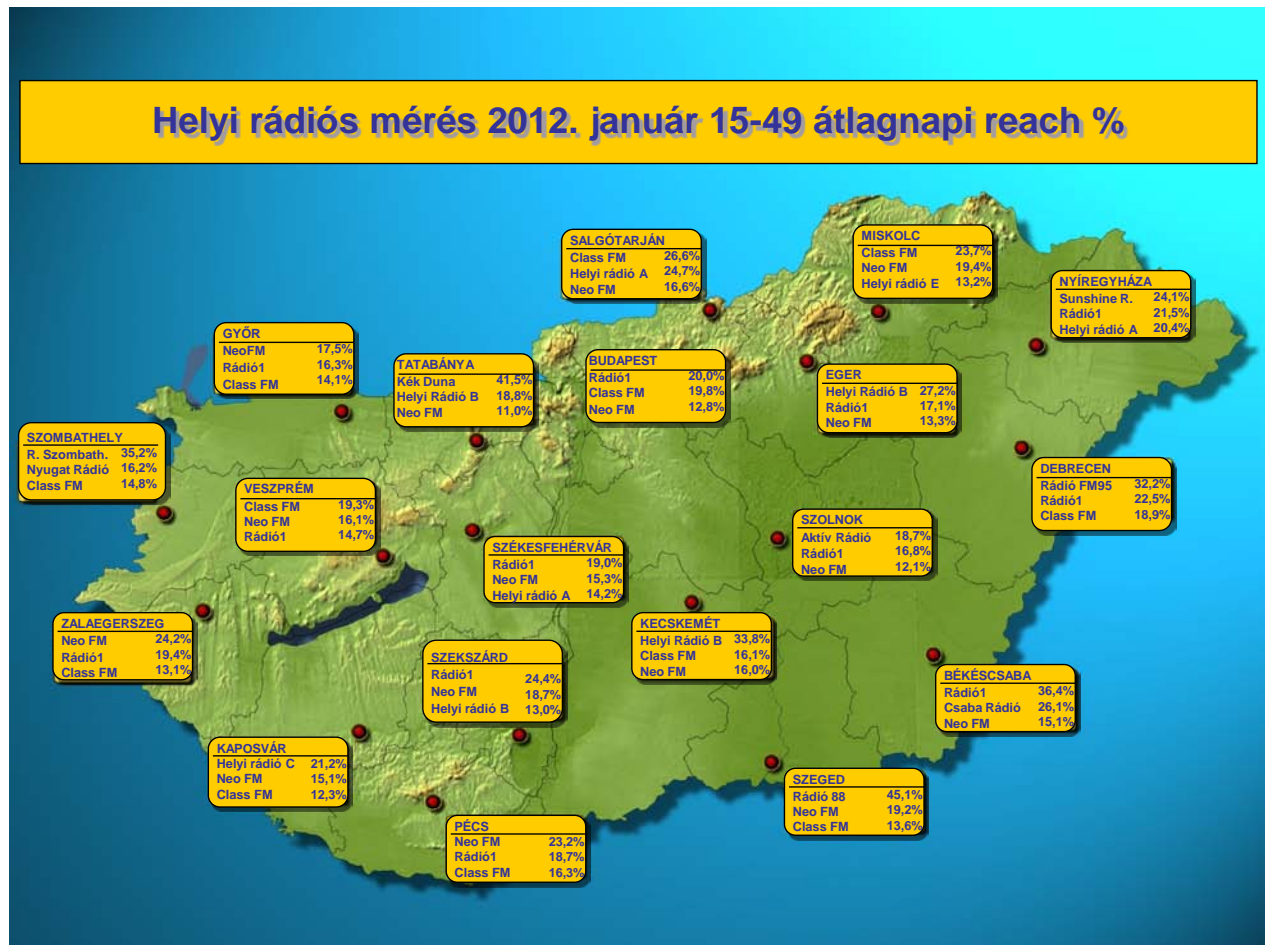 Helyi rádiós mérés 2012. január 15-49 átlagnapi reach %
SALGÓTARJÁN
Class FM 26,6%
Helyi rádió A 24,7%
Neo FM 16,6%
MISKOLC
Class FM 23,7%
Neo FM 19,4%
Helyi rádió E 13,2%
NYÍREGYHÁZA
Sunshine R. 24,1%
Rádió1 21,5%
Helyi rádió A 20,4%
GYŐR
NeoFM 17,5%
Rádió1 16,3%
Class FM 14,1%
TATABÁNYA
Kék Duna 41,5%
Helyi Rádió B 18,8%
Neo FM 11,0%
BUDAPEST
Rádió1 20,0%
Class FM 19,8%
Neo FM 12,8%
EGER
Helyi Rádió B 27,2%
Rádió1 17,1%
Neo FM 13,3%
SZOMBATHELY
R. Szombath. 35,2%
Nyugat Rádió 16,2%
Class FM 14,8%
VESZPRÉM
Class FM 19,3%
Neo FM 16,1%
Rádió1 14,7%
DEBRECEN
Rádió FM95 32,2%
Rádió1 22,5%
Class FM 18,9%
SZÉKESFEHÉRVÁR
Rádió1 19,0%
Neo FM 15,3%
Helyi rádió A 14,2%
SZOLNOK
Aktív Rádió 18,7%
Rádió1 16,8%
Neo FM 12,1%
ZALAEGERSZEG
Neo FM 24,2%
Rádió1 19,4%
Class FM 13,1%
SZEKSZÁRD
Rádió1 24,4%
Neo FM 18,7%
Helyi rádió B 13,0%
KECSKEMÉT
Helyi Rádió B 33,8%
Class FM 16,1%
Neo FM 16,0%
BÉKÉSCSABA
Rádió1 36,4%
Csaba Rádió 26,1%
Neo FM 15,1%
KAPOSVÁR
Helyi rádió C 21,2%
Neo FM 15,1%
Class FM 12,3%
PÉCS
Neo FM 23,2%
Rádió1 18,7%
Class FM 16,3%
SZEGED
Rádió 88 45,1%
Neo FM 19,2%
Class FM 13,6%